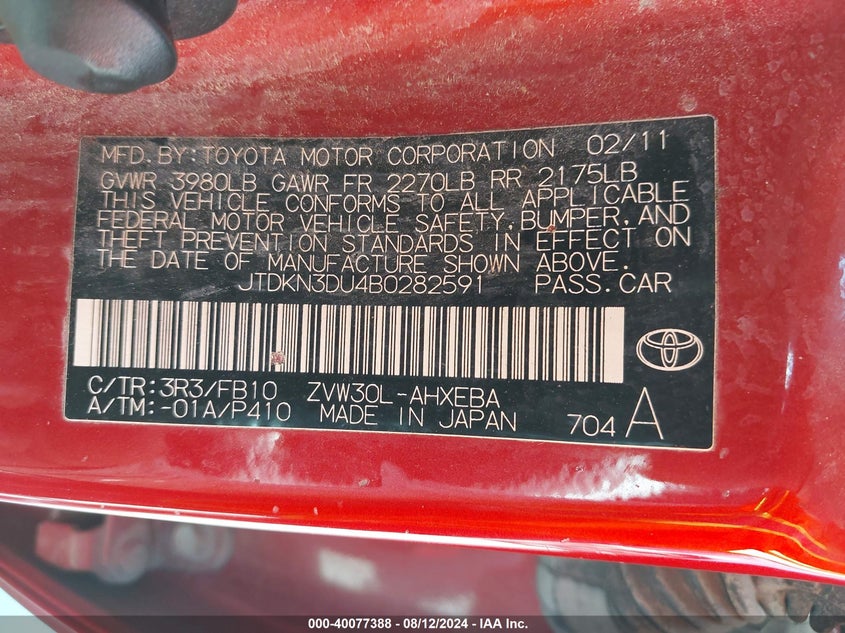 MFD.BY:TOYOTA MOTOR CORPORATION 02/11
GVWR 3980LB GAWR FR 2270LB RR 2175LB
THIS VEHICLE CONFORMS TO ALL APPLICABLE
FEDERAL MOTOR VEHICLE SAFETY,BUMPER,AND
THEFT PREVENTION STANDARDS IN EFFECT ON
THE DATE OF MANUFACTURE SHOWN ABOVE.
JTDKN3DU4B0282591 PASS.CAR
C/TR:3R3/FB10 ZVW30L-AHXEBA
A/TM:-01A/P410 MADE IN JAPAN 704 A
000-40077388 - 08/12/2024 - IAA Inc.